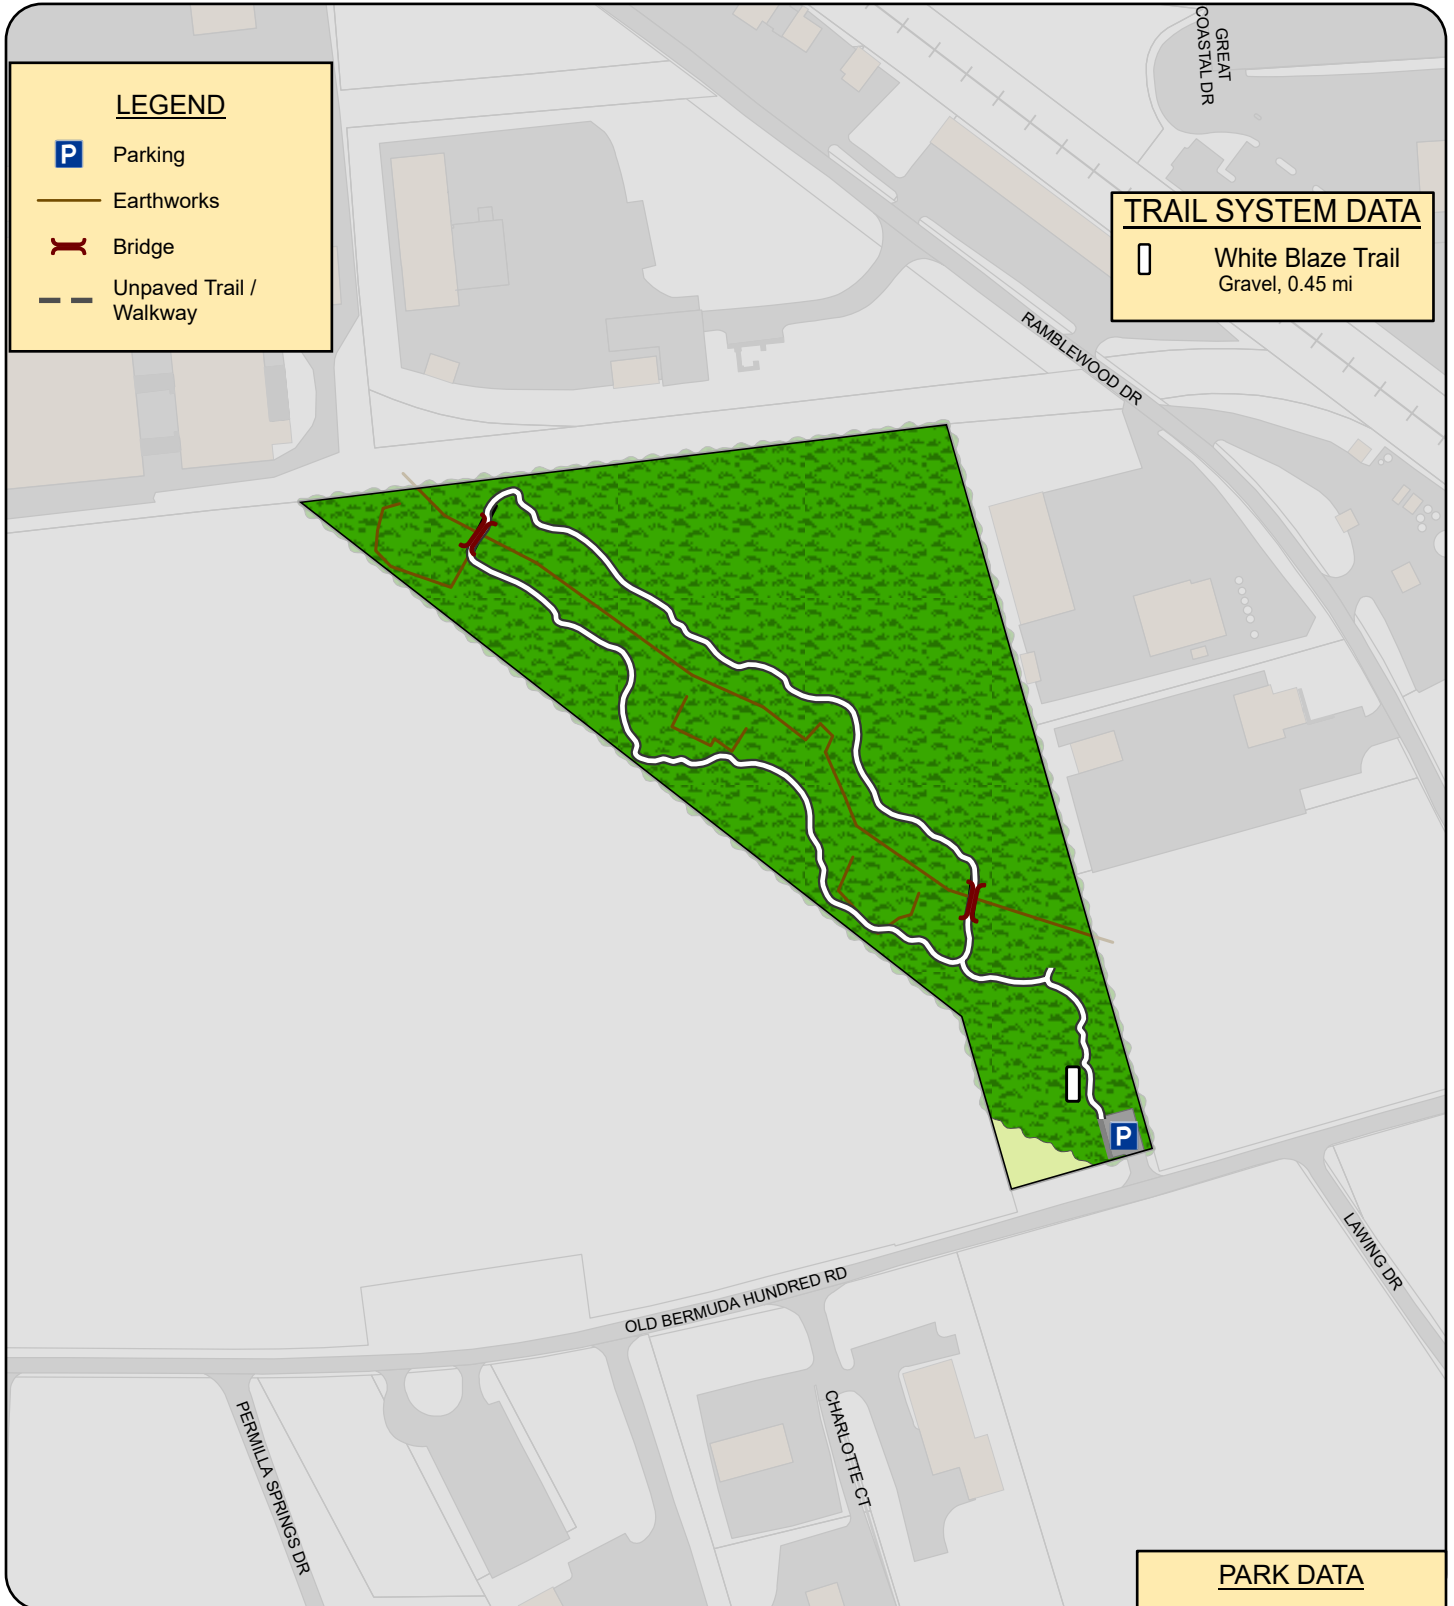 GREAT
COASTAL DR
LEGEND
P Parking
Earthworks
Bridge
Unpaved Trail /
Walkway
TRAIL SYSTEM DATA
White Blaze Trail
Gravel, 0.45 mi
RAMBLEWOOD DR
P
LAWING DR
OLD BERMUDA HUNDRED RD
PERMILLA SPRINGS DR
CHARLOTTE CT
PARK DATA